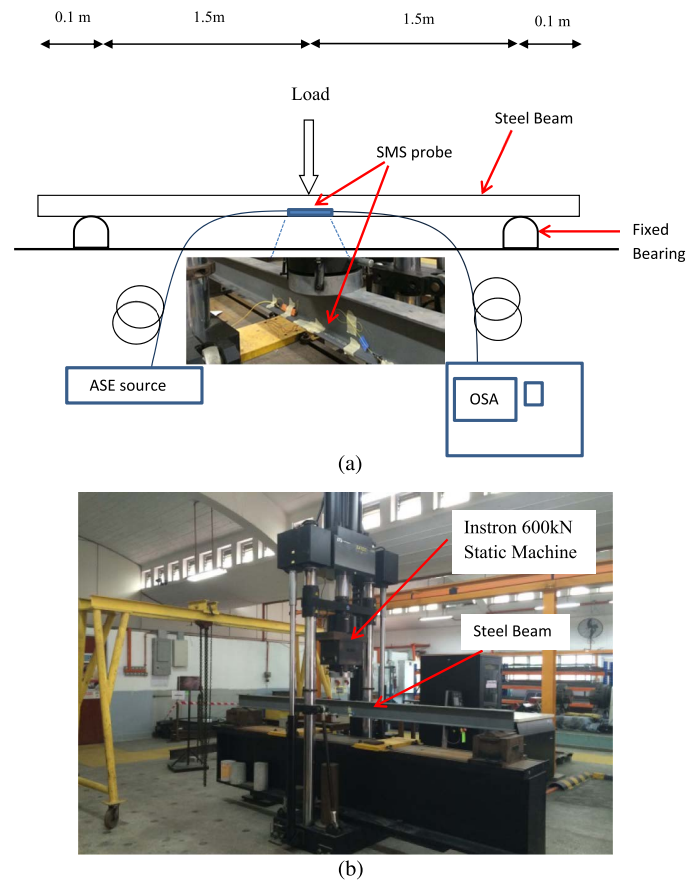 0.1 m
1.5m
1.5m
0.1 m
Load
Steel Beam
SMS probe
Fixed
Bearing
ASE source
OSA
(a)
Instron 600kN
Static Machine
Steel Beam
(b)